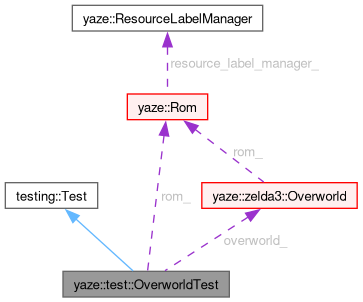 yaze::ResourceLabelManager
resource_label_manager_
yaze::Rom
rom_
testing::Test
rom_
yaze::zelda3::Overworld
overworld_
yaze::test::OverworldTest